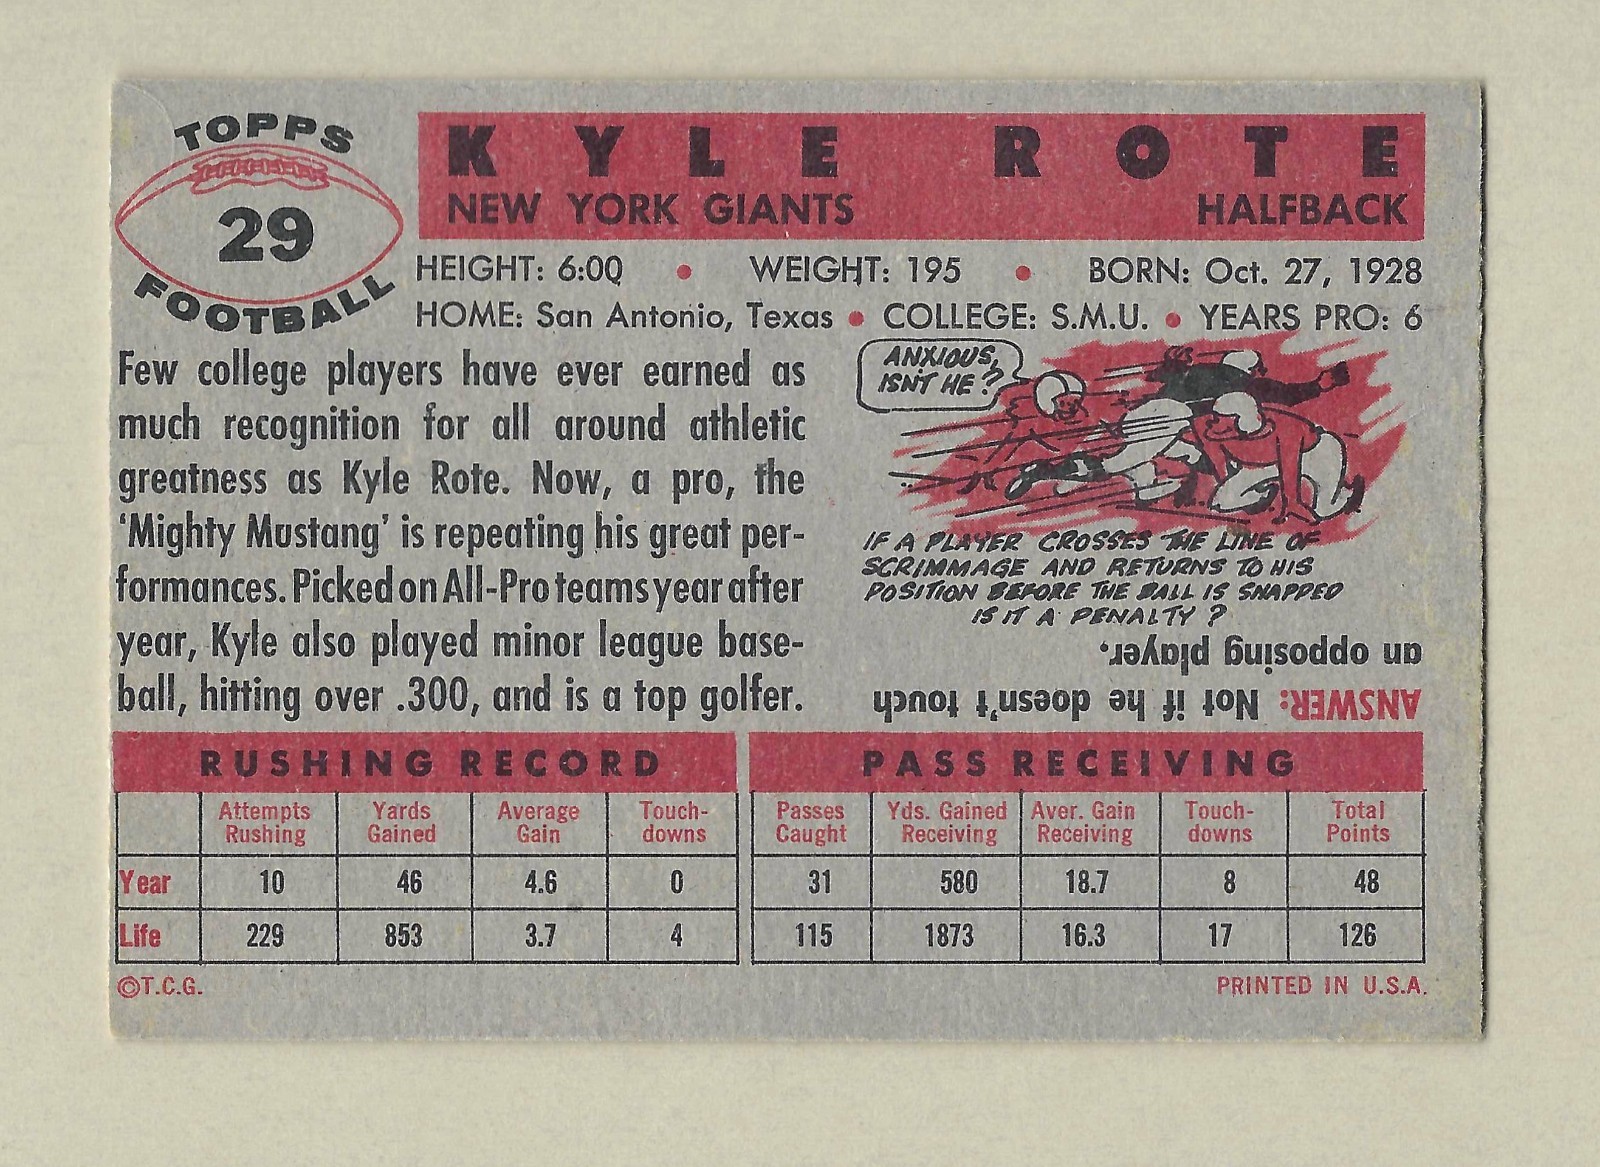 TOPPS
29
FOOTBALL
KYLE ROTE
NEW YORK GIANTS HALFBACK
HEIGHT: 6:00 • WEIGHT: 195 • BORN: Oct. 27, 1928
HOME: San Antonio, Texas • COLLEGE: S.M.U. • YEARS PRO: 6
Few college players have ever earned as
much recognition for all around athletic
greatness as Kyle Rote. Now, a pro, the
'Mighty Mustang' is repeating his great per-
formances. Picked on All-Pro teams year after
year, Kyle also played minor league base-
ball, hitting over .300, and is a top golfer.
ANXIOUS,
ISN'T HE?
IF A PLAYER CROSSES THE LINE OF
SCRIMMAGE AND RETURNS TO HIS
POSITION BEFORE THE BALL IS SNAPPED
IS IT A PENALTY?
ANSWER: Not if he doesn't touch
an opposing player.
RUSHING RECORD
Attempts Rushing Yards Gained Average Gain Touch-downs
Year 10 46 4.6 0
Life 229 853 3.7 4
PASS RECEIVING
Passes Caught Yds. Gained Receiving Aver. Gain Receiving Touch-downs Total Points
31 580 18.7 8 48
115 1873 16.3 17 126
©T.C.G. PRINTED IN U.S.A.